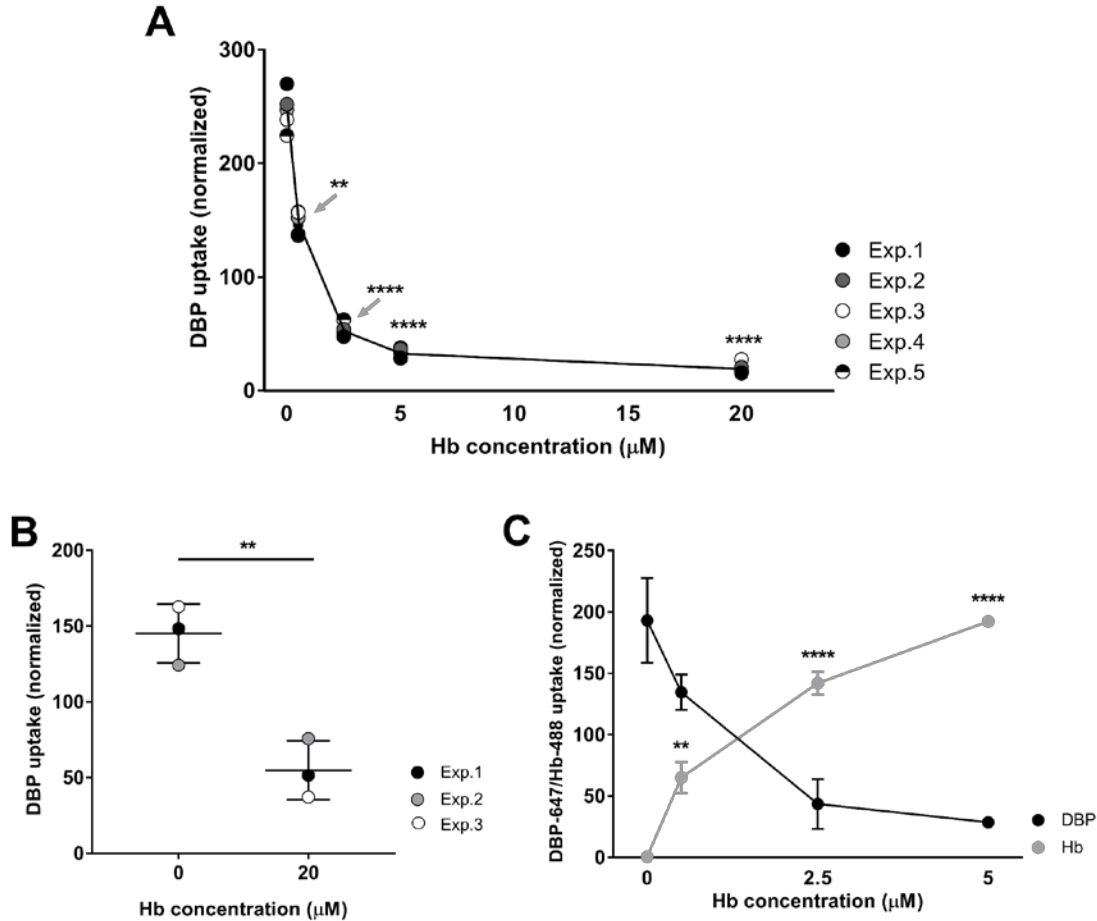 A
DBP uptake (normalized)
300
200
100
0
**
****
****
****
0 5 10 15 20
Hb concentration (μM)
Exp.1
Exp.2
Exp.3
Exp.4
Exp.5
B
DBP uptake (normalized)
200
150
100
50
0
**
0 20
Hb concentration (μM)
Exp.1
Exp.2
Exp.3
C
DBP-647/Hb-488 uptake (normalized)
250
200
150
100
50
0
**
****
****
0 2.5 5
Hb concentration (μM)
DBP
Hb